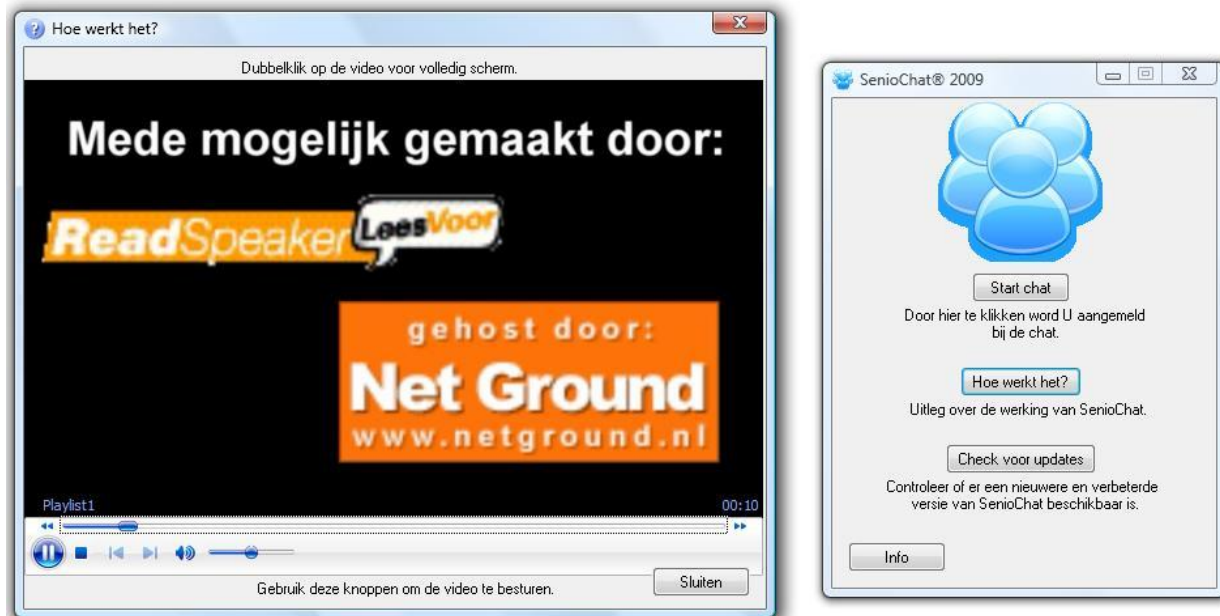 Hoe werkt het?
Dubbelklik op de video voor volledig scherm.
Mede mogelijk gemaakt door:
ReadSpeaker LeesVoor
gehost door:
Net Ground
www.netground.nl
Playlist1 00:10
Gebruik deze knoppen om de video te besturen.
Sluiten
SenioChat® 2009
Start chat
Door hier te klikken word U aangemeld
bij de chat.
Hoe werkt het?
Uitleg over de werking van SenioChat.
Check voor updates
Controleer of er een nieuwere en verbeterde
versie van SenioChat beschikbaar is.
Info